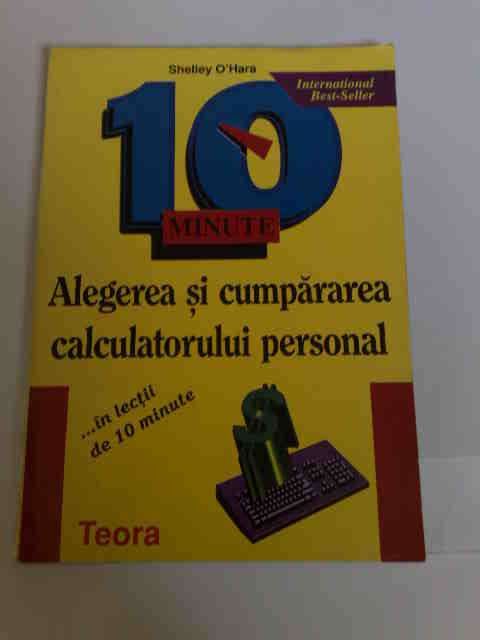 Shelley O'Hara
International
Best-Seller
10
MINUTE
Alegerea și cumpărarea
calculatorului personal
...în lecții
de 10 minute
Teora